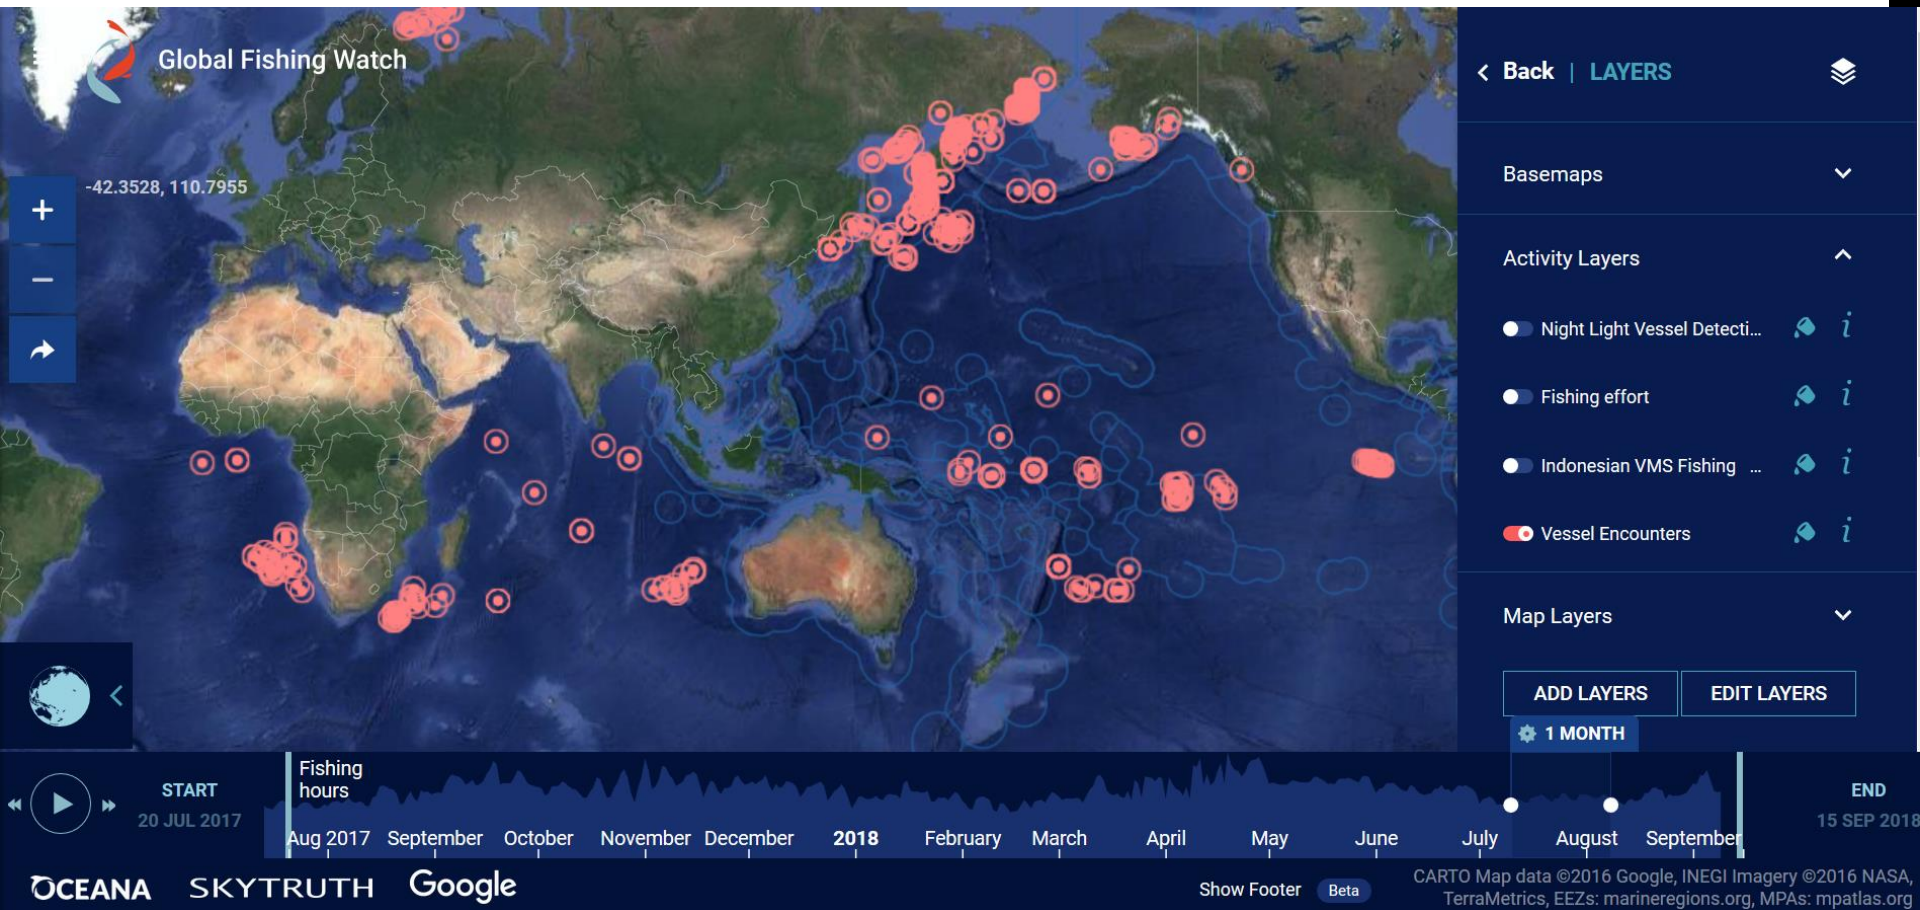 Global Fishing Watch
-42.3528, 110.7955
+
−
Back | LAYERS
Basemaps
Activity Layers
Night Light Vessel Detecti...
Fishing effort
Indonesian VMS Fishing ...
Vessel Encounters
Map Layers
ADD LAYERS
EDIT LAYERS
1 MONTH
START
20 JUL 2017
Fishing
hours
Aug 2017 September October November December 2018 February March April May June July August September
END
15 SEP 2018
OCEANA SKYTRUTH Google
Show Footer Beta
CARTO Map data ©2016 Google, INEGI Imagery ©2016 NASA,
TerraMetrics, EEZs: marineregions.org, MPAs: mpatlas.org